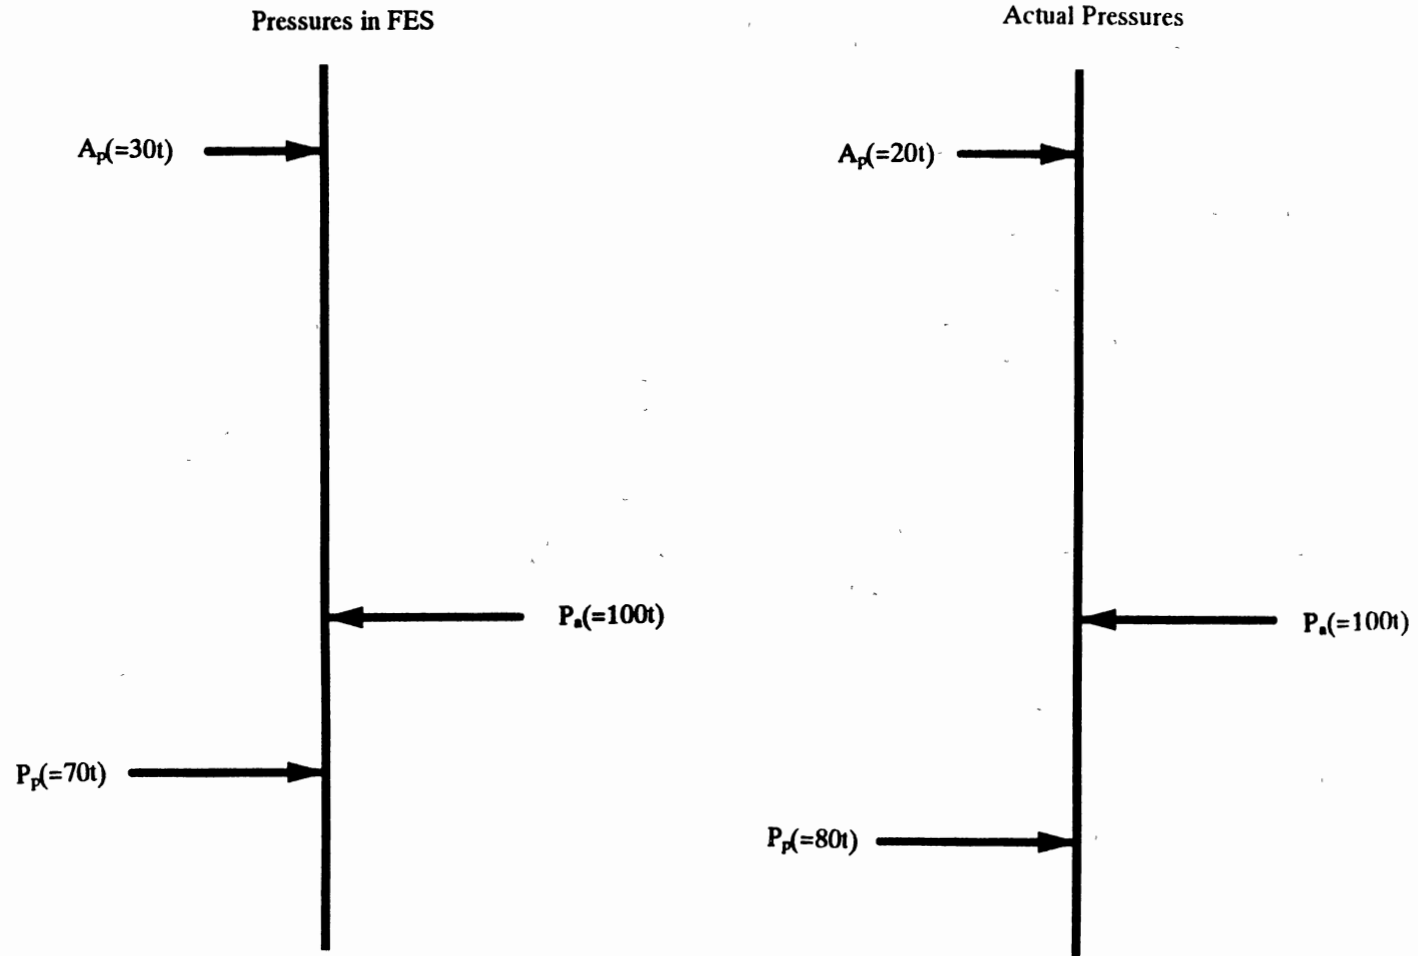 Pressures in FES
Actual Pressures
Aₚ(=30t)
Aₚ(=20t)
Pₐ(=100t)
Pₐ(=100t)
Pₚ(=70t)
Pₚ(=80t)